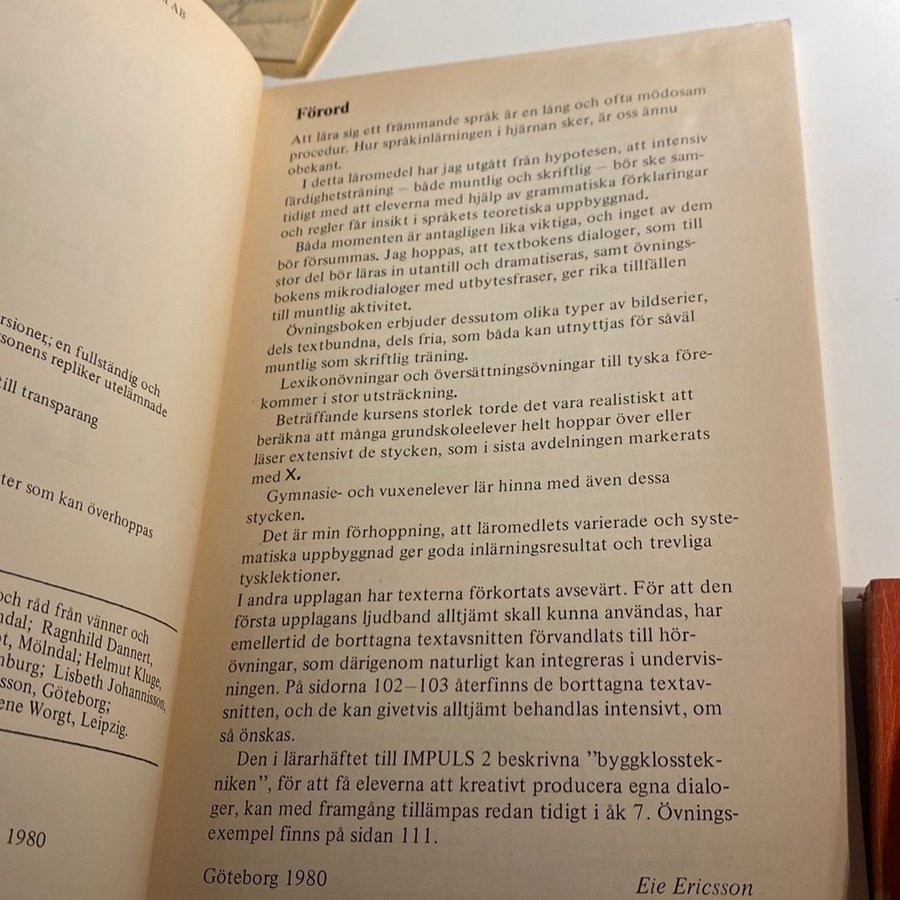 AB
rsioner; en fullständig och
sonens repliker utelämnade
till transparang
ter som kan överhoppas
och råd från vänner och
ndal; Ragnhild Dannert,
Mölndal; Helmut Kluge,
nburg; Lisbeth Johannisson,
sson, Göteborg;
ene Worgt, Leipzig.
1980
Förord
Att lära sig ett främmande språk är en lång och ofta mödosam
procedur. Hur språkinlärningen i hjärnan sker, är oss ännu
obekant.
I detta läromedel har jag utgått från hypotesen, att intensiv
färdighetsträning – både muntlig och skriftlig – bör ske sam-
tidigt med att eleverna med hjälp av grammatiska förklaringar
och regler får insikt i språkets teoretiska uppbyggnad.
Båda momenten är antagligen lika viktiga, och inget av dem
bör försummas. Jag hoppas, att textbokens dialoger, som till
stor del bör läras in utantill och dramatiseras, samt övnings-
bokens mikrodialoger med utbytesfraser, ger rika tillfällen
till muntlig aktivitet.
Övningsboken erbjuder dessutom olika typer av bildserier,
dels textbundna, dels fria, som båda kan utnyttjas för såväl
muntlig som skriftlig träning.
Lexikonövningar och översättningsövningar till tyska före-
kommer i stor utsträckning.
Beträffande kursens storlek torde det vara realistiskt att
beräkna att många grundskoleelever helt hoppar över eller
läser extensivt de stycken, som i sista avdelningen markerats
med X.
Gymnasie- och vuxenelever lär hinna med även dessa
stycken.
Det är min förhoppning, att läromedlets varierade och syste-
matiska uppbyggnad ger goda inlärningsresultat och trevliga
tysklektioner.
I andra upplagan har texterna förkortats avsevärt. För att den
första upplagans ljudband alltjämt skall kunna användas, har
emellertid de borttagna textavsnitten förvandlats till hör-
övningar, som därigenom naturligt kan integreras i undervis-
ningen. På sidorna 102–103 återfinns de borttagna textav-
snitten, och de kan givetvis alltjämt behandlas intensivt, om
så önskas.
Den i lärarhäftet till IMPULS 2 beskrivna ”byggklosstek-
niken”, för att få eleverna att kreativt producera egna dialo-
ger, kan med framgång tillämpas redan tidigt i åk 7. Övnings-
exempel finns på sidan 111.
Göteborg 1980
Eie Ericsson